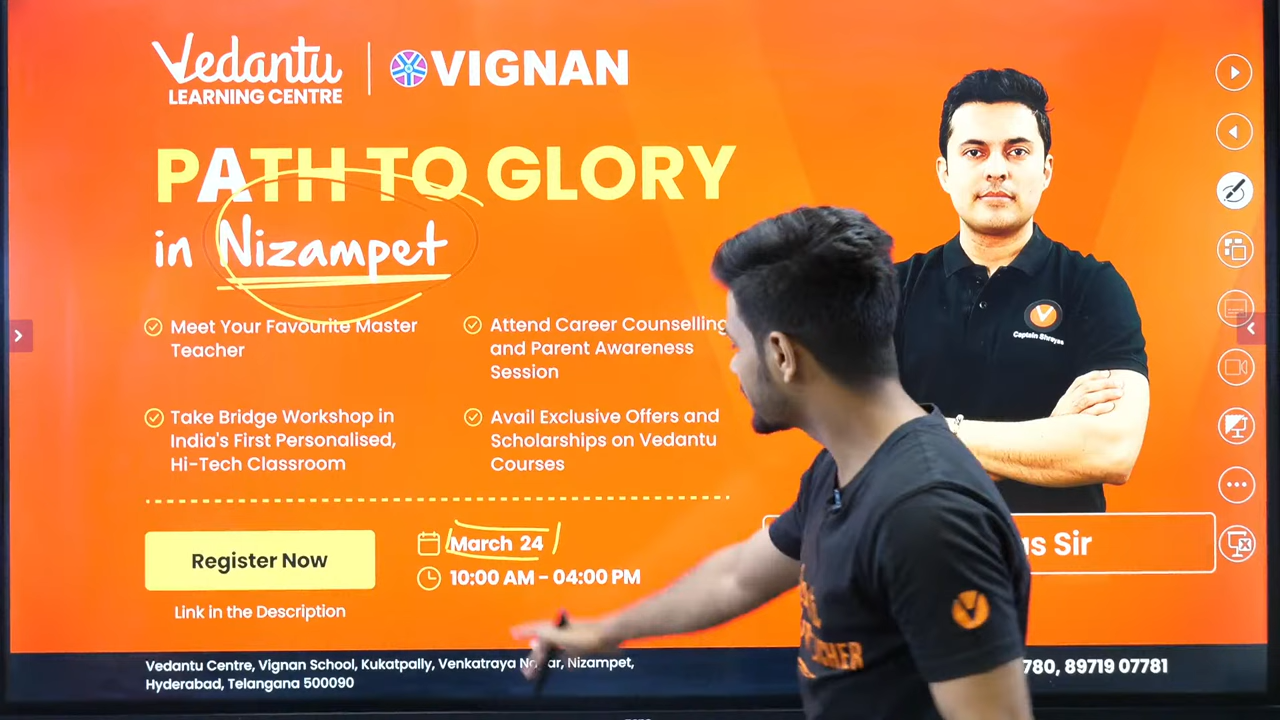 Vedantu
LEARNING CENTRE
VIGNAN
PATH TO GLORY
in Nizampet
Meet Your Favourite Master
Teacher
Attend Career Counselling
and Parent Awareness
Session
Take Bridge Workshop in
India's First Personalised,
Hi-Tech Classroom
Avail Exclusive Offers and
Scholarships on Vedantu
Courses
Register Now
Link in the Description
March 24
10:00 AM – 04:00 PM
Captain Shreyas
Sir
Vedantu Centre, Vignan School, Kukatpally, Venkatraya Nagar, Nizampet,
Hyderabad, Telangana 500090
780, 89719 07781